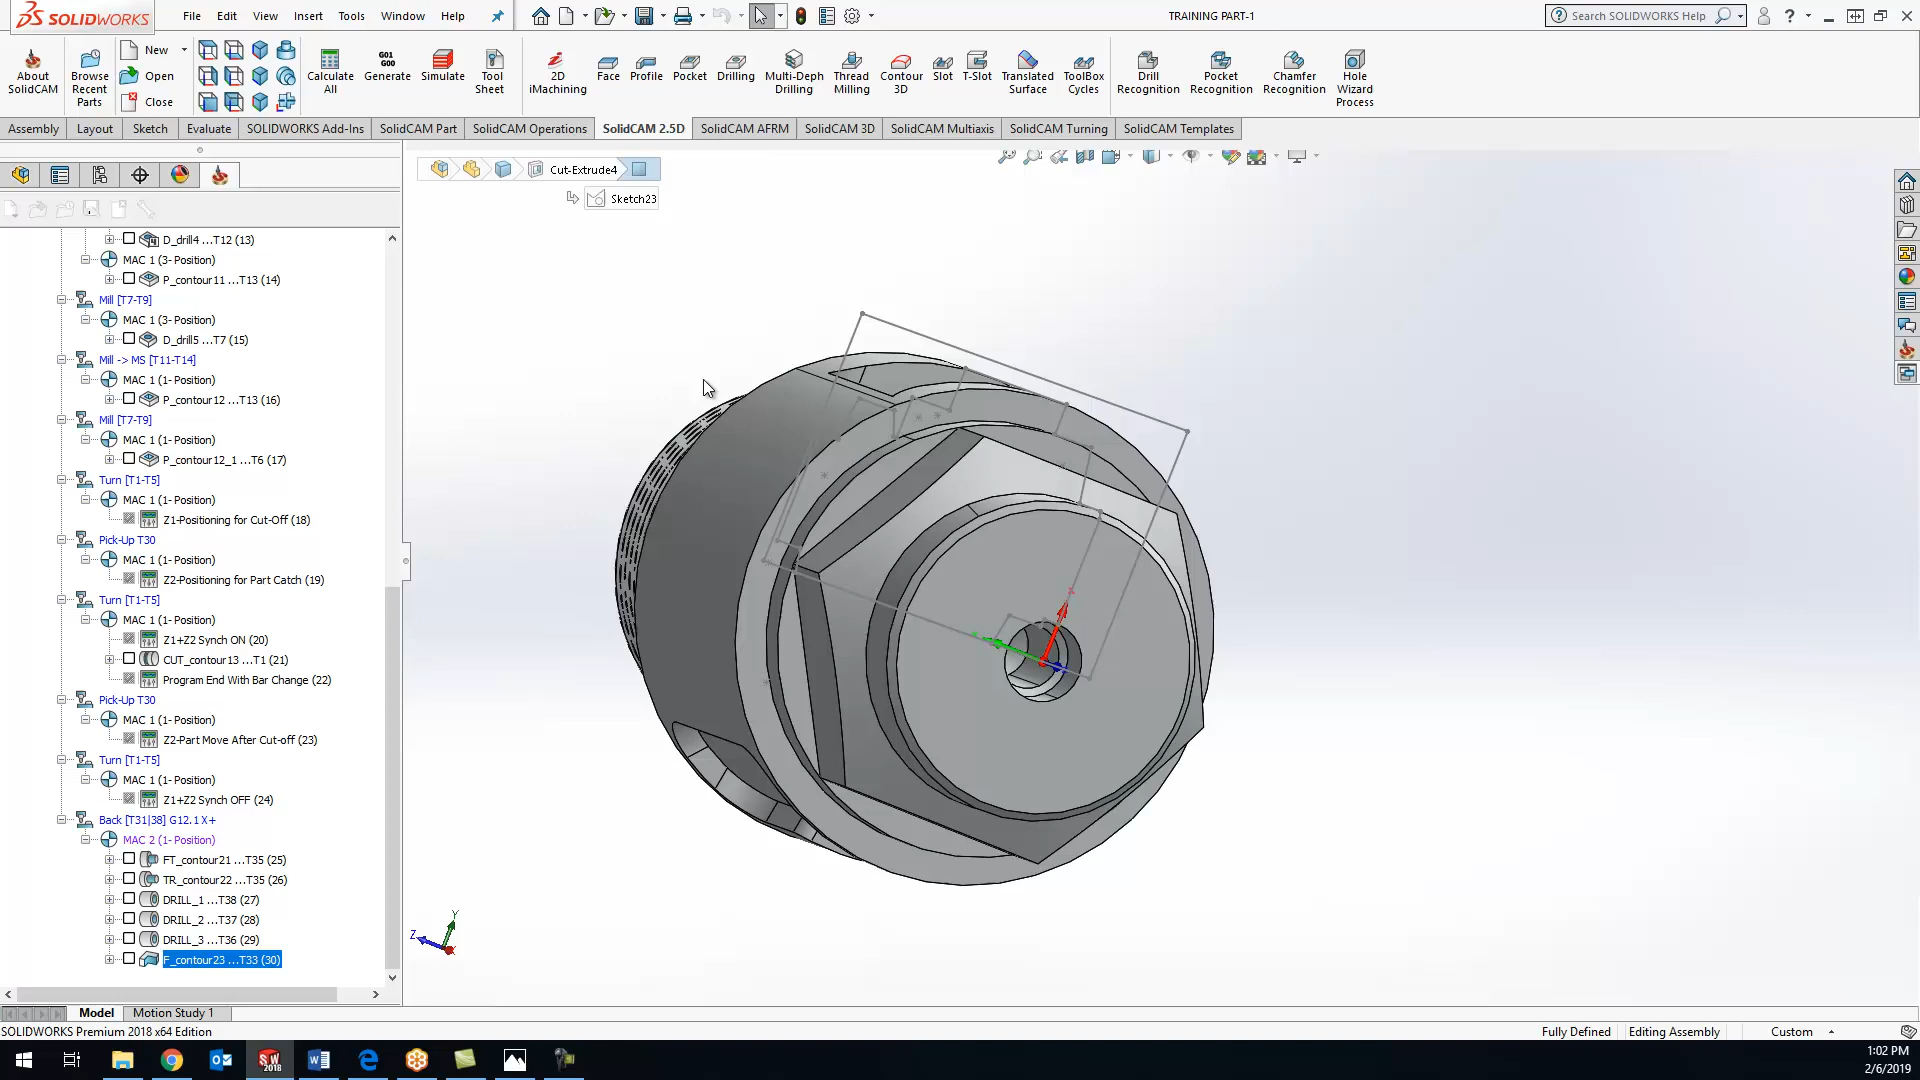 SOLIDWORKS
File
Edit
View
Insert
Tools
Window
Help
TRAINING PART-1
Search SOLIDWORKS Help
About SolidCAM
Browse Recent Parts
New
Open
Close
Calculate All
G01 G00
Generate
Simulate
Tool Sheet
2D iMachining
Face
Profile
Pocket
Drilling
Multi-Deph Drilling
Thread Milling
Contour 3D
Slot
T-Slot
Translated Surface
ToolBox Cycles
Drill Recognition
Pocket Recognition
Chamfer Recognition
Hole Wizard Process
Assembly
Layout
Sketch
Evaluate
SOLIDWORKS Add-Ins
SolidCAM Part
SolidCAM Operations
SolidCAM 2.5D
SolidCAM AFRM
SolidCAM 3D
SolidCAM Multiaxis
SolidCAM Turning
SolidCAM Templates
Cut-Extrude4
Sketch23
D_drill4 ...T12 (13)
MAC 1 (3- Position)
P_contour11 ...T13 (14)
Mill [T7-T9]
MAC 1 (3- Position)
D_drill5 ...T7 (15)
Mill -> MS [T11-T14]
MAC 1 (1- Position)
P_contour12 ...T13 (16)
Mill [T7-T9]
MAC 1 (1- Position)
P_contour12_1 ...T6 (17)
Turn [T1-T5]
MAC 1 (1- Position)
Z1-Positioning for Cut-Off (18)
Pick-Up T30
MAC 1 (1- Position)
Z2-Positioning for Part Catch (19)
Turn [T1-T5]
MAC 1 (1- Position)
Z1+Z2 Synch ON (20)
CUT_contour13 ...T1 (21)
Program End With Bar Change (22)
Pick-Up T30
MAC 1 (1- Position)
Z2-Part Move After Cut-off (23)
Turn [T1-T5]
MAC 1 (1- Position)
Z1+Z2 Synch OFF (24)
Back [T31|38] G12.1 X+
MAC 2 (1- Position)
FT_contour21 ...T35 (25)
TR_contour22 ...T35 (26)
DRILL_1 ...T38 (27)
DRILL_2 ...T37 (28)
DRILL_3 ...T36 (29)
F_contour23 ...T33 (30)
Y
Z
X
Model
Motion Study 1
SOLIDWORKS Premium 2018 x64 Edition
Fully Defined
Editing Assembly
Custom
SW 2018
1:02 PM
2/6/2019